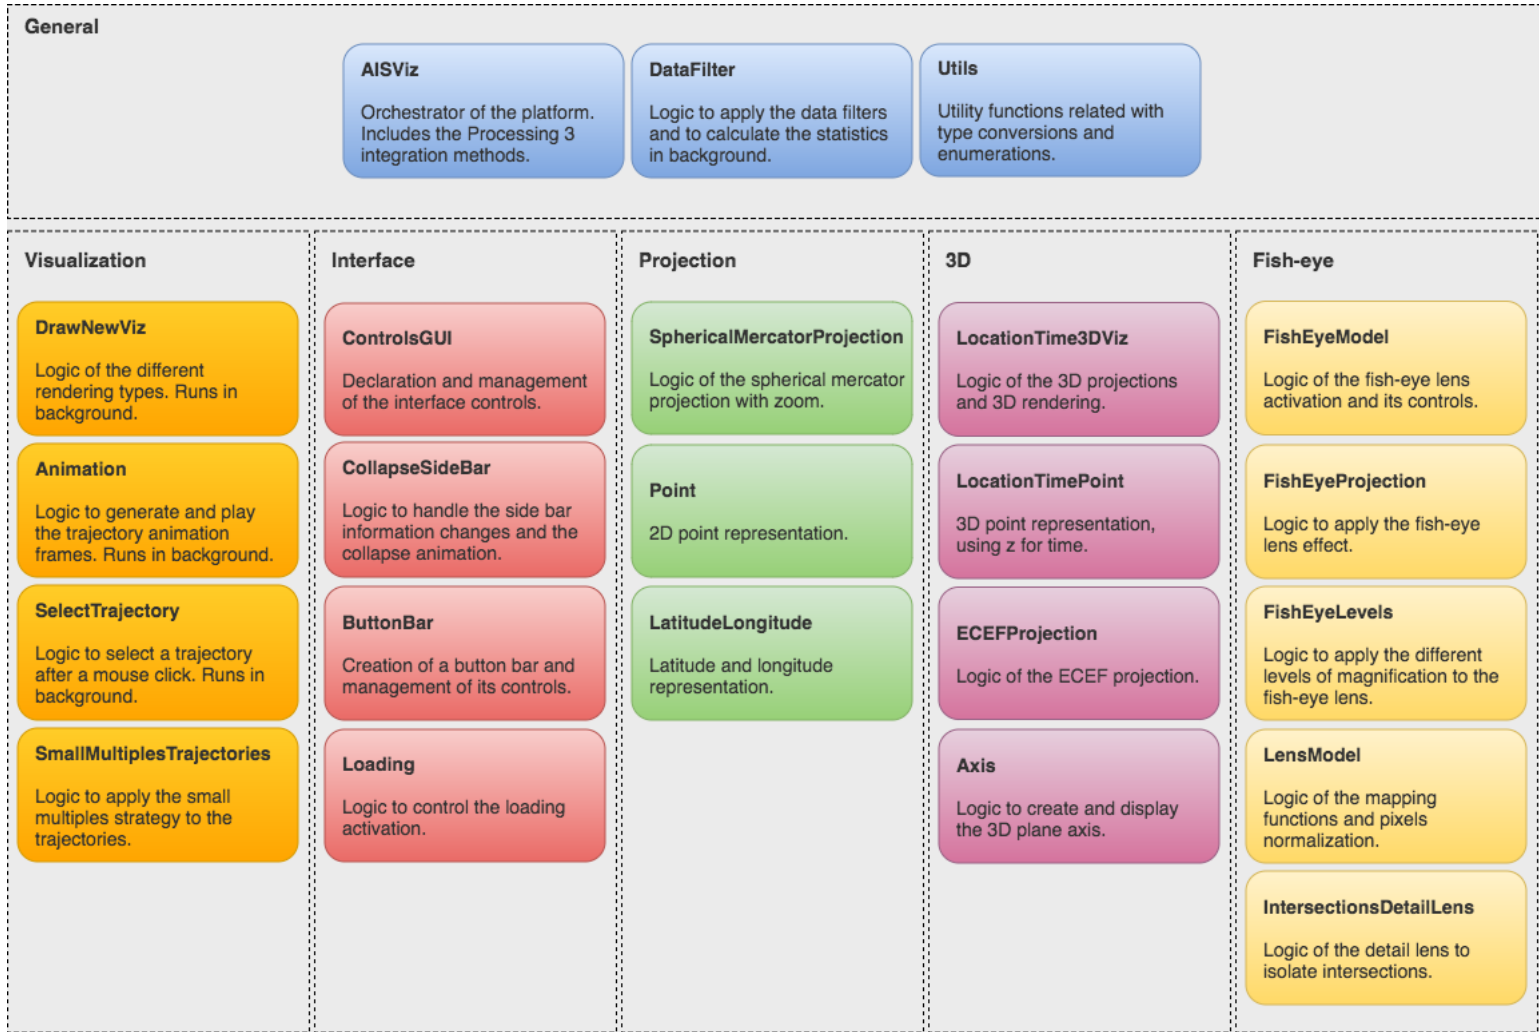 General
AISViz
Orchestrator of the platform.
Includes the Processing 3
integration methods.
DataFilter
Logic to apply the data filters
and to calculate the statistics
in background.
Utils
Utility functions related with
type conversions and
enumerations.
Visualization
DrawNewViz
Logic of the different
rendering types. Runs in
background.
Animation
Logic to generate and play
the trajectory animation
frames. Runs in background.
SelectTrajectory
Logic to select a trajectory
after a mouse click. Runs in
background.
SmallMultiplesTrajectories
Logic to apply the small
multiples strategy to the
trajectories.
Interface
ControlsGUI
Declaration and management
of the interface controls.
CollapseSideBar
Logic to handle the side bar
information changes and the
collapse animation.
ButtonBar
Creation of a button bar and
management of its controls.
Loading
Logic to control the loading
activation.
Projection
SphericalMercatorProjection
Logic of the spherical mercator
projection with zoom.
Point
2D point representation.
LatitudeLongitude
Latitude and longitude
representation.
3D
LocationTime3DViz
Logic of the 3D projections
and 3D rendering.
LocationTimePoint
3D point representation,
using z for time.
ECEFProjection
Logic of the ECEF projection.
Axis
Logic to create and display
the 3D plane axis.
Fish-eye
FishEyeModel
Logic of the fish-eye lens
activation and its controls.
FishEyeProjection
Logic to apply the fish-eye
lens effect.
FishEyeLevels
Logic to apply the different
levels of magnification to the
fish-eye lens.
LensModel
Logic of the mapping
functions and pixels
normalization.
IntersectionsDetailLens
Logic of the detail lens to
isolate intersections.